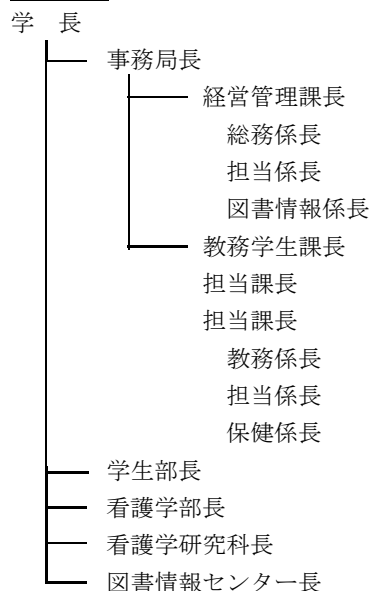 学　長
事務局長
経営管理課長
総務係長
担当係長
図書情報係長
教務学生課長
担当課長
担当課長
教務係長
担当係長
保健係長
学生部長
看護学部長
看護学研究科長
図書情報センター長